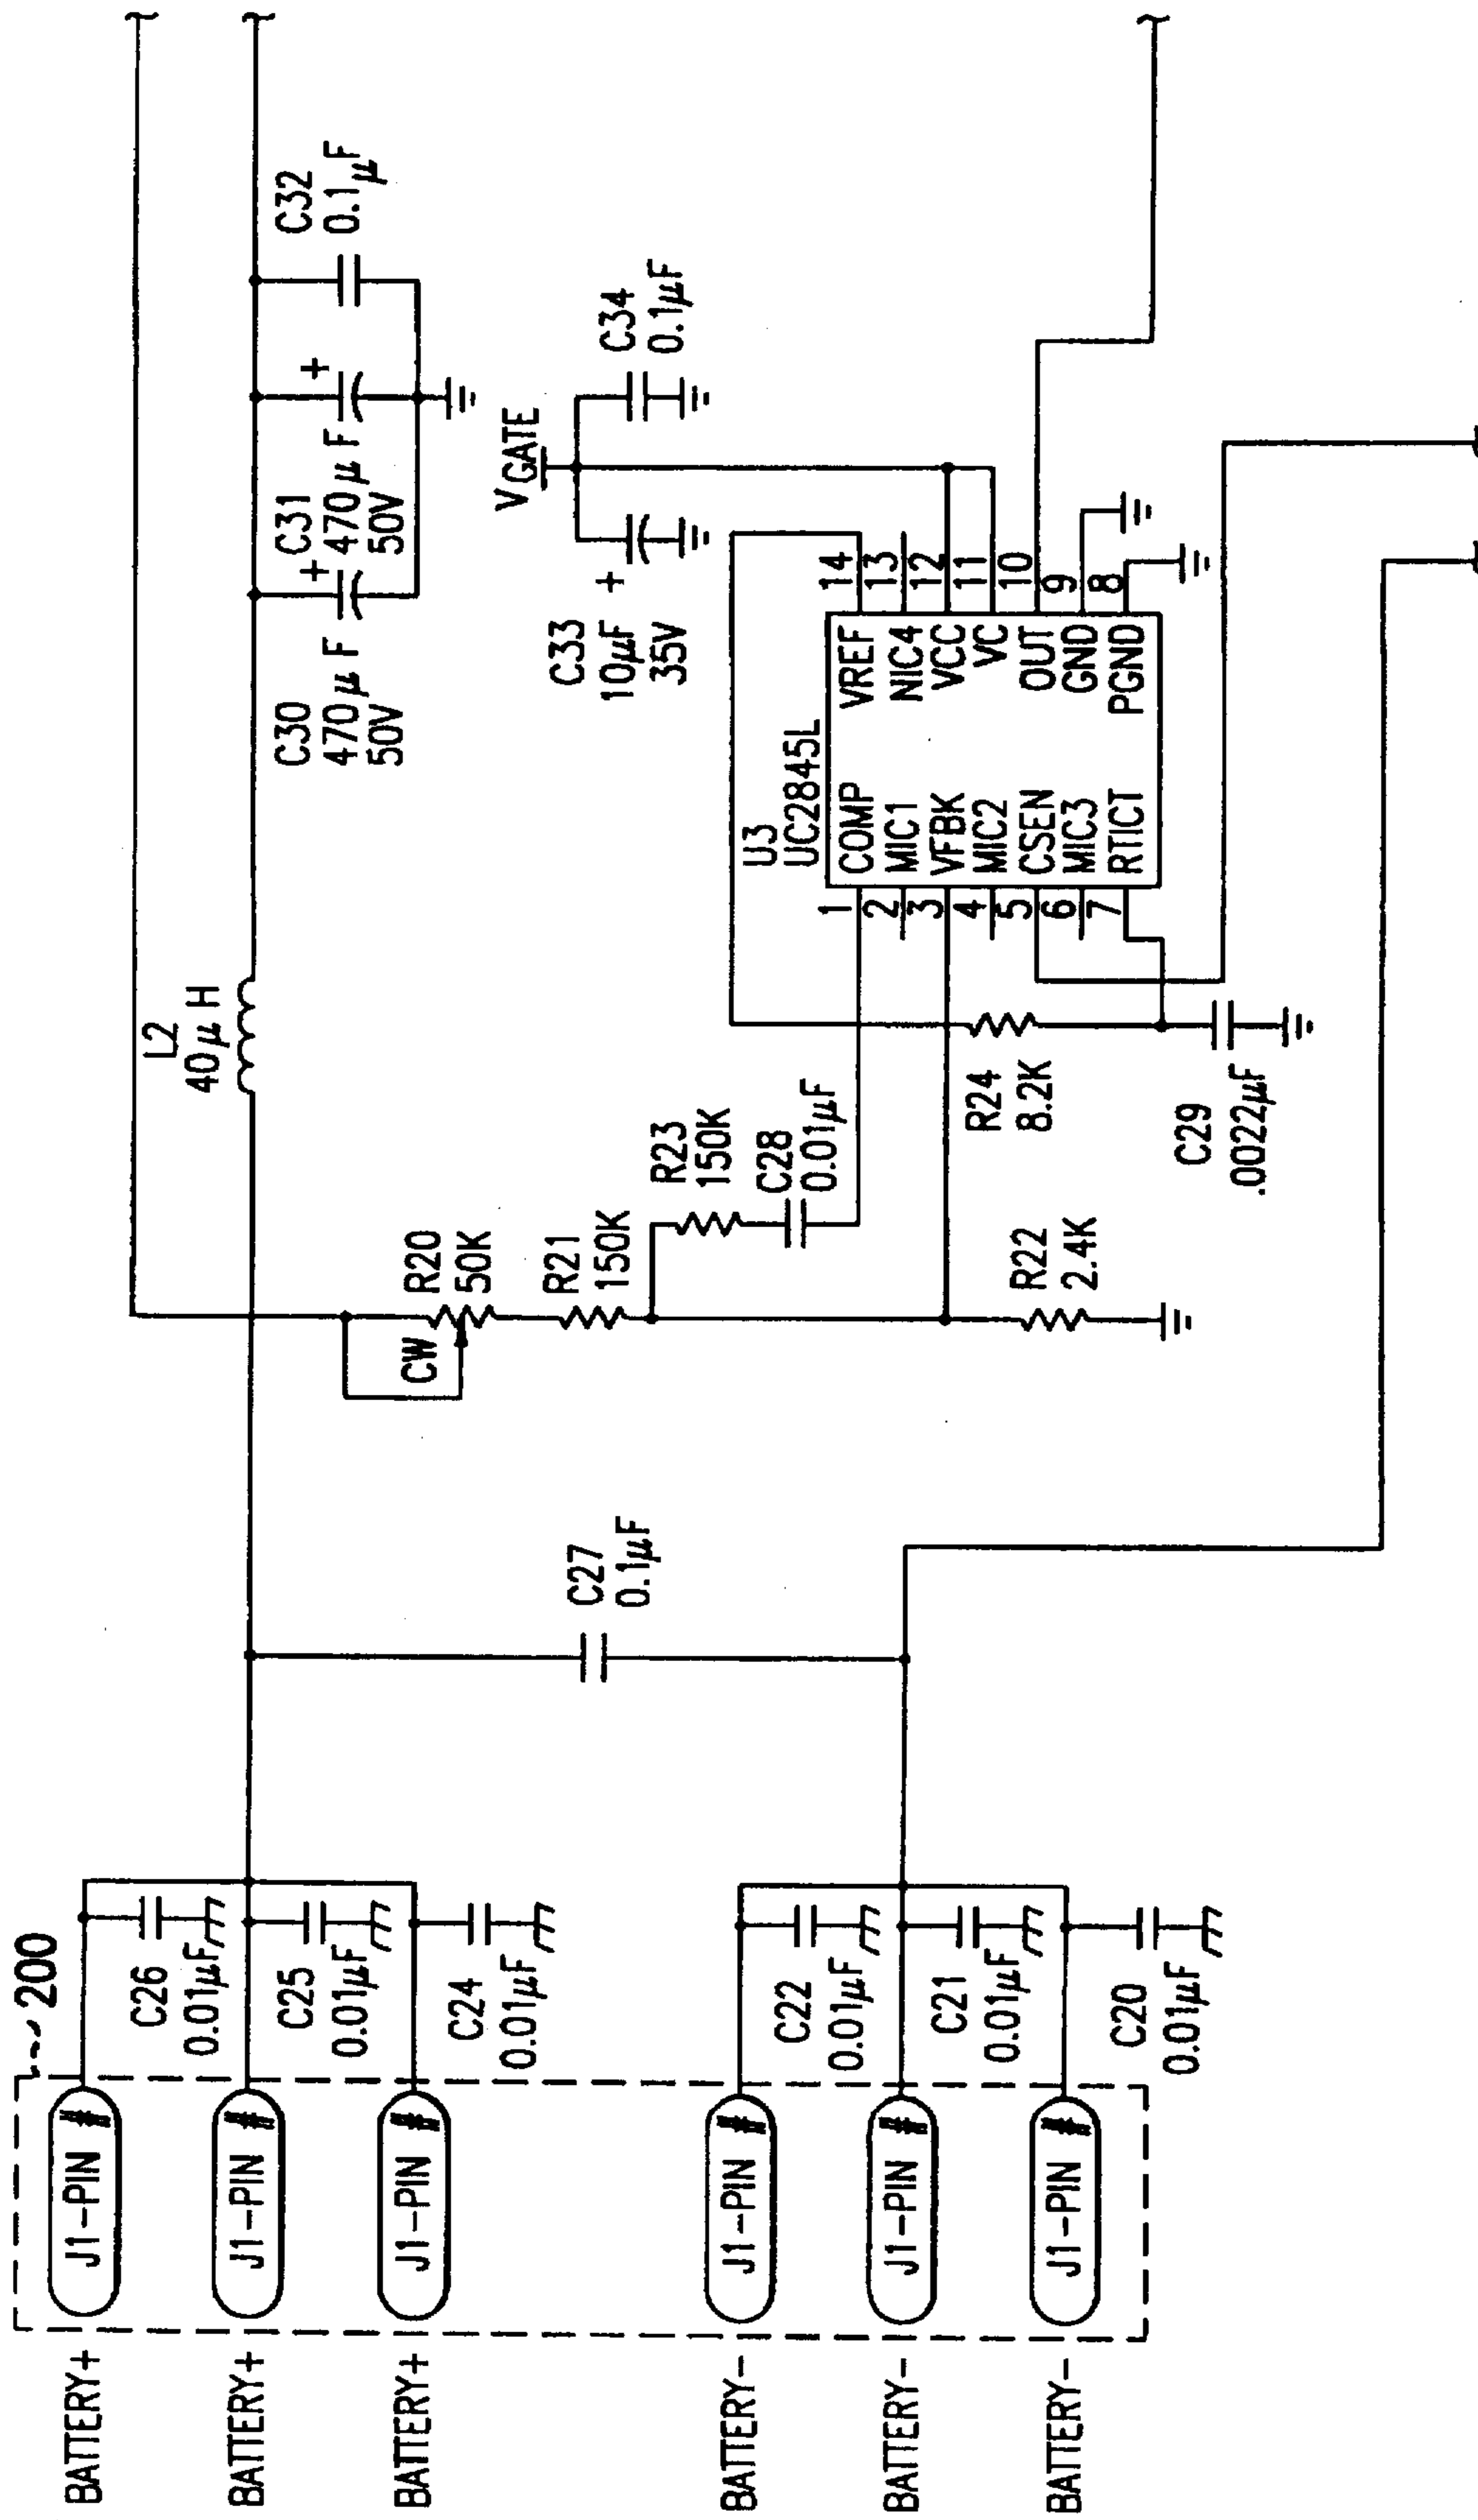 200
BATTERY+
J1-PIN #
C26
0.01µF
BATTERY+
J1-PIN #
C25
0.01µF
BATTERY+
J1-PIN #
C24
0.01µF
BATTERY-
J1-PIN #
C22
0.01µF
BATTERY-
J1-PIN #
C21
0.01µF
BATTERY-
J1-PIN #
C20
0.01µF
C27
0.1µF
L2
40µH
R20
50K
CW
R21
150K
R23
150K
C28
0.01µF
R22
2.4K
R24
8.2K
C29
.0022µF
C30
470µF
50V
+
C31
470µF
50V
+
C32
0.1µF
VGATE
C33
10µF
35V
+
C34
0.1µF
U3
UC2845L
1 COMP VREF 14
2 MIC1 NIC4 13
3 VFBK VCC 12
4 MIC2 VC 11
5 CSEN OUT 10
6 MIC3 GND 9
7 RTICT PGND 8